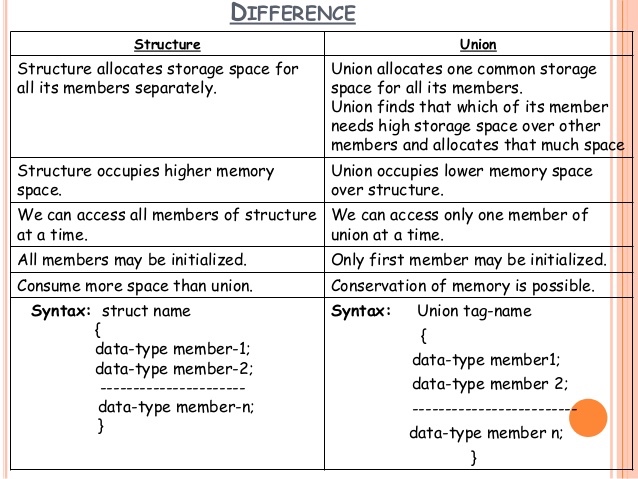 DIFFERENCE
Structure
Union
Structure allocates storage space for
all its members separately.
Union allocates one common storage
space for all its members.
Union finds that which of its member
needs high storage space over other
members and allocates that much space
Structure occupies higher memory
space.
Union occupies lower memory space
over structure.
We can access all members of structure
at a time.
We can access only one member of
union at a time.
All members may be initialized.
Only first member may be initialized.
Consume more space than union.
Conservation of memory is possible.
Syntax: struct name
{
data-type member-1;
data-type member-2;
----------------------
data-type member-n;
}
Syntax: Union tag-name
{
data-type member1;
data-type member 2;
-------------------------
data-type member n;
}